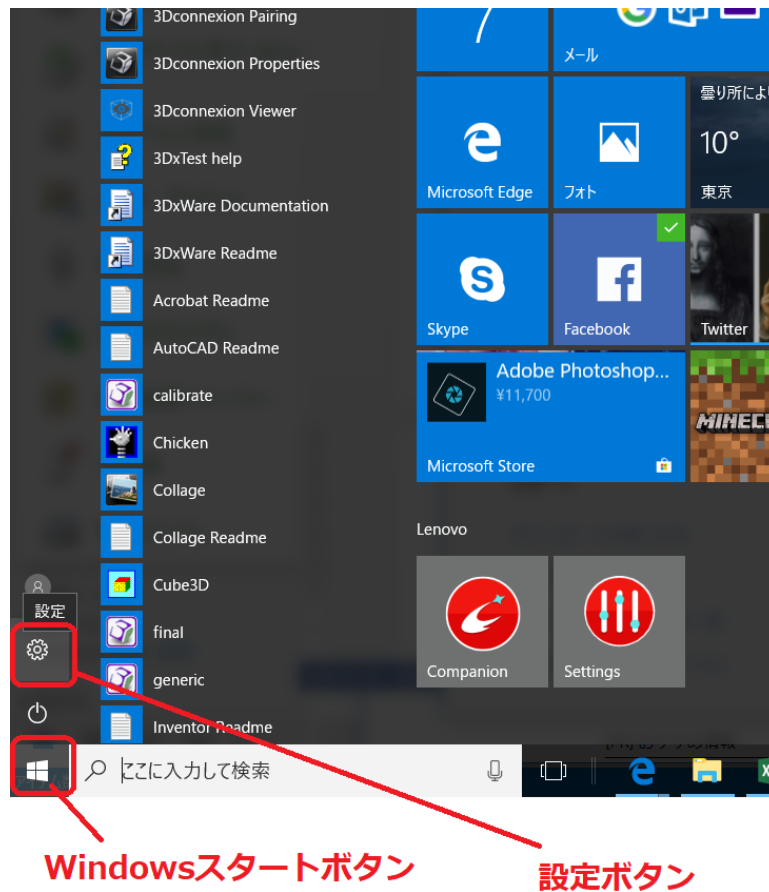 3Dconnexion Pairing
3Dconnexion Properties
3Dconnexion Viewer
3DxTest help
3DxWare Documentation
3DxWare Readme
Acrobat Readme
AutoCAD Readme
calibrate
Chicken
Collage
Collage Readme
Cube3D
final
generic
Inventor Readme
メール
Microsoft Edge
フォト
曇り所によ
10°
東京
Skype
Facebook
Twitter
Adobe Photoshop...
¥11,700
Microsoft Store
MINEC
Lenovo
Companion
Settings
設定
ここに入力して検索
Windowsスタートボタン
設定ボタン